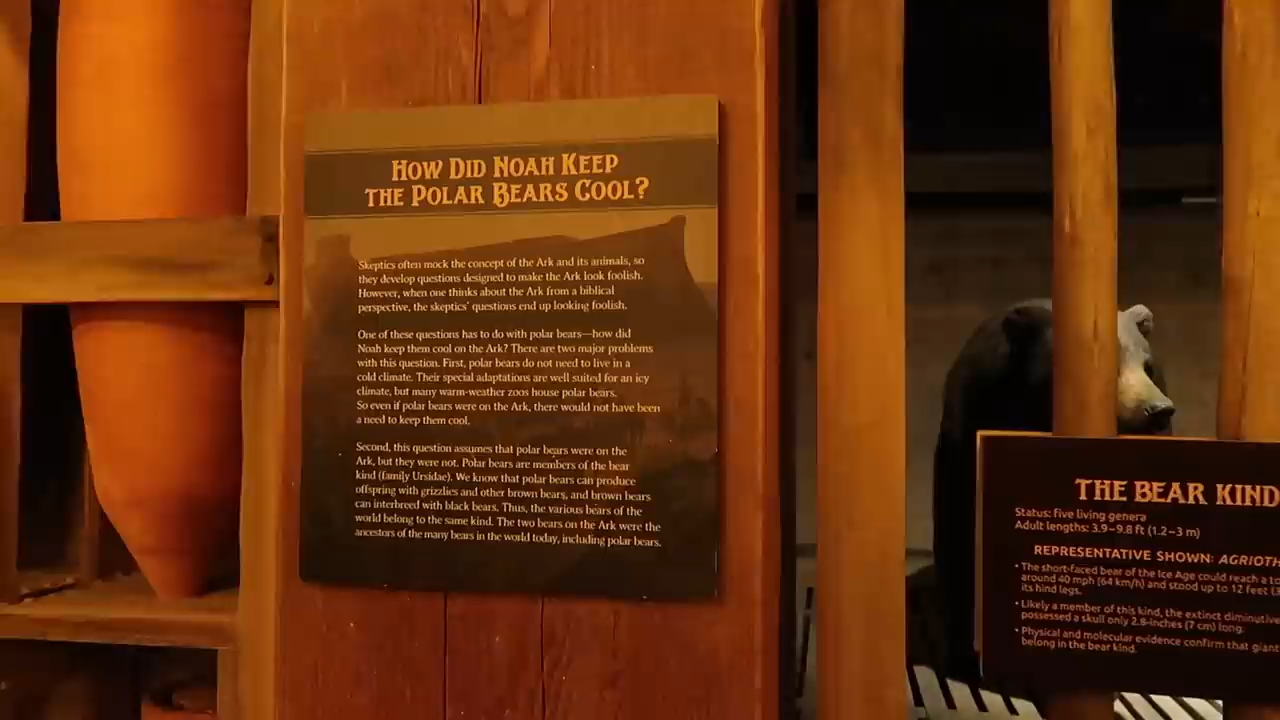 HOW DID NOAH KEEP
THE POLAR BEARS COOL?
Skeptics often mock the concept of the Ark and its animals, so
they develop questions designed to make the Ark look foolish.
However, when one thinks about the Ark from a biblical
perspective, the skeptics' questions end up looking foolish.
One of these questions has to do with polar bears—how did
Noah keep them cool on the Ark? There are two major problems
with this question. First, polar bears do not need to live in a
cold climate. Their special adaptations are well suited for an icy
climate, but many warm-weather zoos house polar bears.
So even if polar bears were on the Ark, there would not have been
a need to keep them cool.
Second, this question assumes that polar bears were on the
Ark, but they were not. Polar bears are members of the bear
kind (family Ursidae). We know that polar bears can produce
offspring with grizzlies and other brown bears, and brown bears
can interbreed with black bears. Thus, the various bears of the
world belong to the same kind. The two bears on the Ark were the
ancestors of the many bears in the world today, including polar bears.
THE BEAR KIND
Status: five living genera
Adult lengths: 3.9–9.8 ft (1.2–3 m)
REPRESENTATIVE SHOWN: AGRIOTH
• The short-faced bear of the Ice Age could reach a
around 40 mph (64 km/h) and stood up to 12 feet
its hind legs.
• Likely a member of this kind, the extinct diminutive
possessed a skull only 2.8-inches (7 cm) long.
• Physical and molecular evidence confirm that giant
belong in the bear kind.